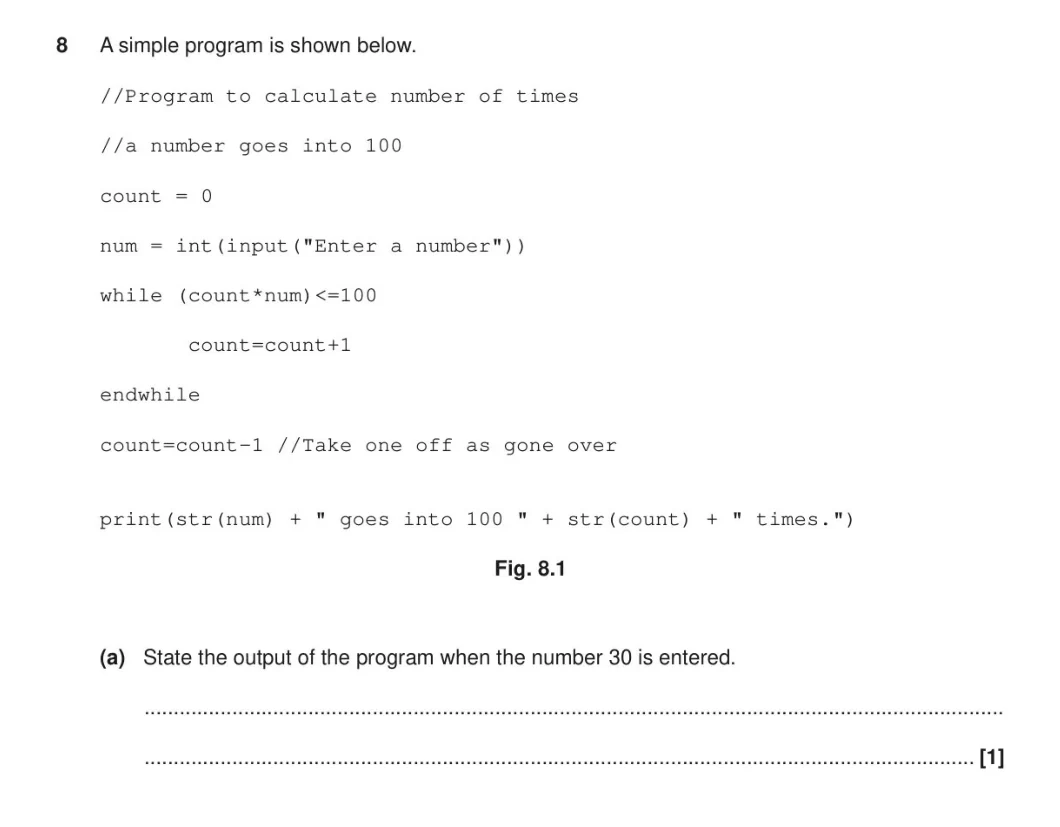 8 A simple program is shown below.
//Program to calculate number of times
//a number goes into 100
count = 0
num = int(input("Enter a number"))
while (count*num)<=100
count=count+1
endwhile
count=count-1 //Take one off as gone over
print(str(num) + " goes into 100 " + str(count) + " times.")
Fig. 8.1
(a) State the output of the program when the number 30 is entered.
..........................................................................................................................................................
..................................................................................................................................................... [1]